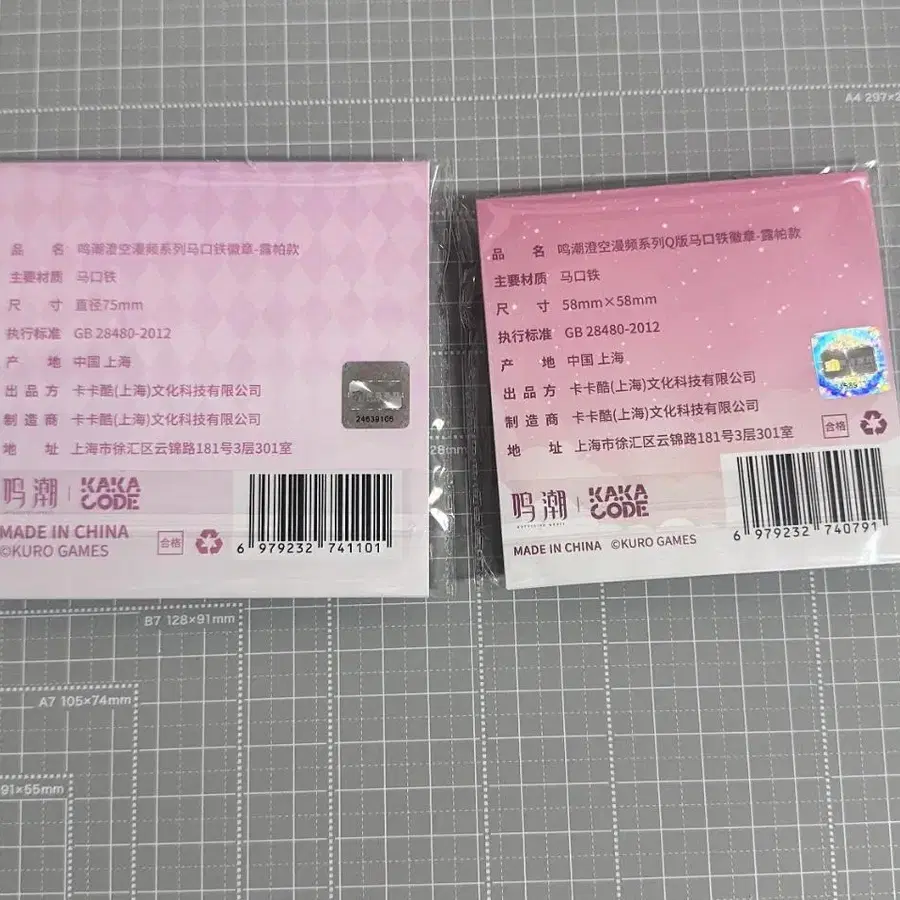 A4 297×2
品 名 鸣潮澄空漫频系列马口铁徽章-露帕款
主要材质 马口铁
尺 寸 直径75mm
执行标准 GB 28480-2012
产 地 中国 上海
出 品 方 卡卡酷(上海)文化科技有限公司
制 造 商 卡卡酷(上海)文化科技有限公司
地 址 上海市徐汇区云锦路181号3层301室
24639106
鸣潮 KAKA CODE
MADE IN CHINA
©KURO GAMES
合格
6 979232 741101
品 名 鸣潮澄空漫频系列Q版马口铁徽章-露帕款
主要材质 马口铁
尺 寸 58mm×58mm
执行标准 GB 28480-2012
产 地 中国 上海
出 品 方 卡卡酷(上海)文化科技有限公司
制 造 商 卡卡酷(上海)文化科技有限公司
地 址 上海市徐汇区云锦路181号3层301室
合格
鸣潮 KAKA CODE
MADE IN CHINA ©KURO GAMES
6 979232 740791
28mm
B7 128×91mm
A7 105×74mm
91×55mm